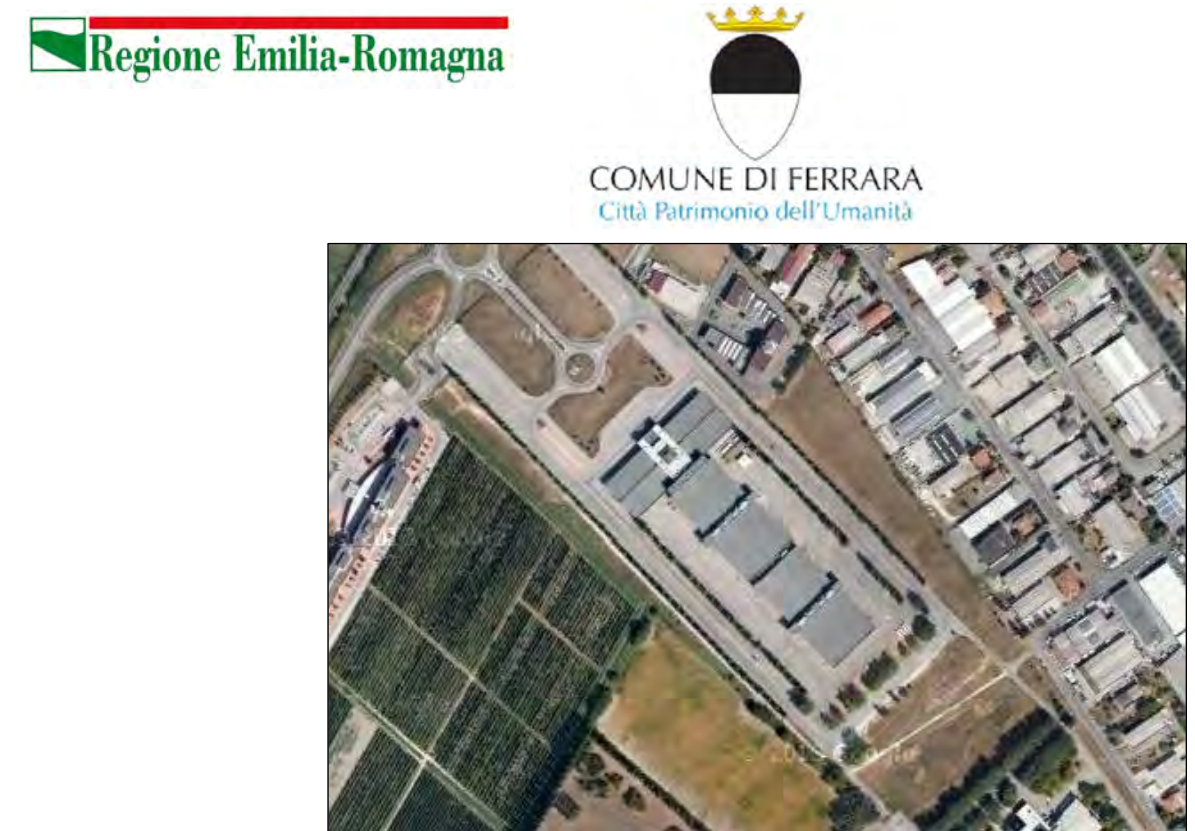 Regione Emilia-Romagna
COMUNE DI FERRARA
Città Patrimonio dell'Umanità